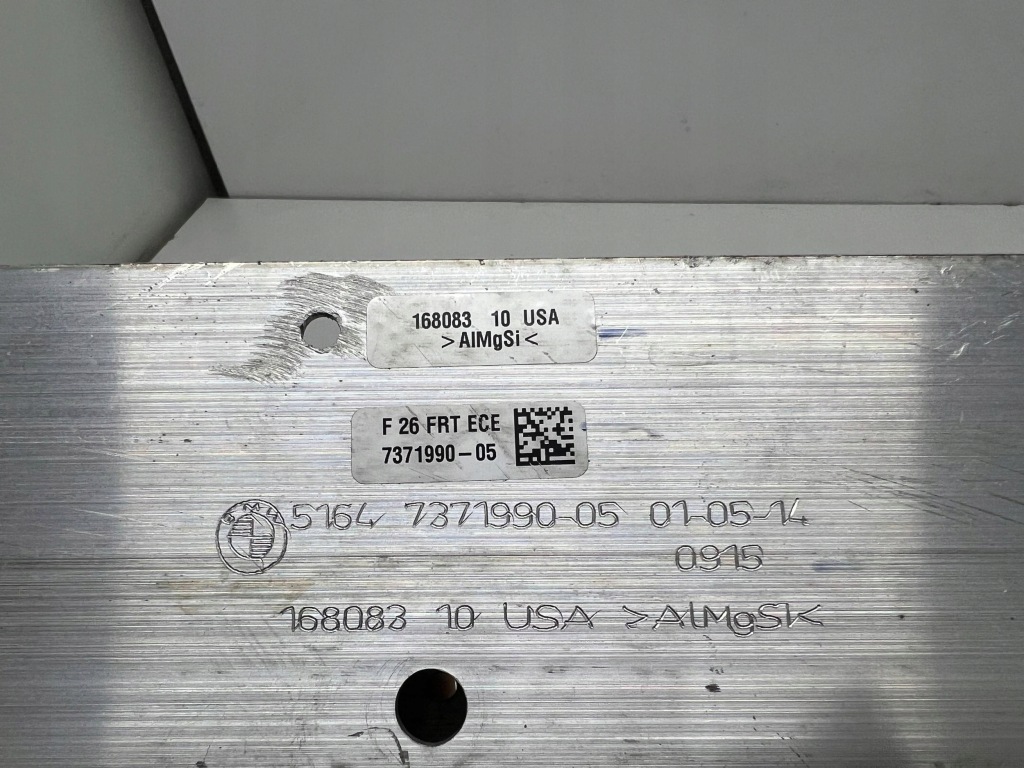 168083 10 USA
>AlMgSi<
F 26 FRT ECE
7371990-05
BMW
5164 7371990-05 01-05-14
0915
168083 10 USA >AlMgSi<